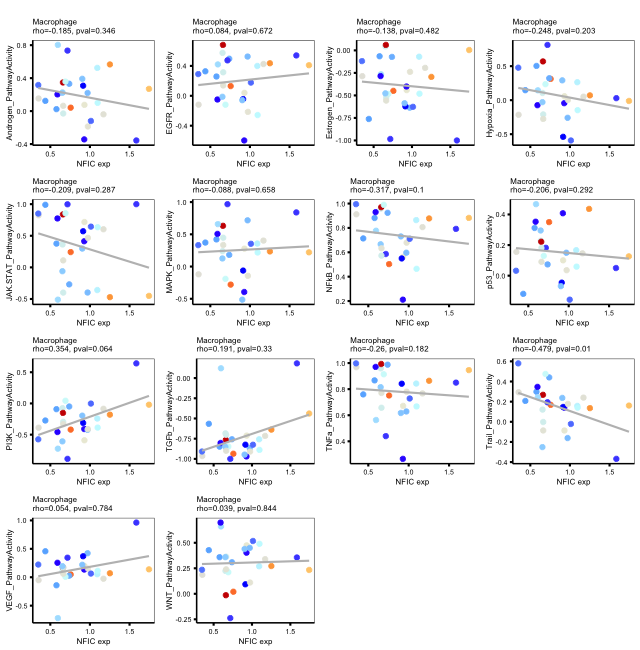 Macrophage
rho=-0.185, pval=0.346
Androgen_PathwayActivity
0.8
0.4
0.0
-0.4
0.5
1.0
1.5
NFIC exp
Macrophage
rho=0.084, pval=0.672
EGFR_PathwayActivity
0.4
0.0
-0.4
0.5
1.0
1.5
NFIC exp
Macrophage
rho=-0.138, pval=0.482
Estrogen_PathwayActivity
0.00
-0.25
-0.50
-0.75
-1.00
0.5
1.0
1.5
NFIC exp
Macrophage
rho=-0.248, pval=0.203
Hypoxia_PathwayActivity
0.5
0.0
-0.5
0.5
1.0
1.5
NFIC exp
Macrophage
rho=-0.209, pval=0.287
JAK.STAT_PathwayActivity
1.0
0.5
0.0
-0.5
0.5
1.0
1.5
NFIC exp
Macrophage
rho=-0.088, pval=0.658
MAPK_PathwayActivity
1.0
0.5
0.0
-0.5
0.5
1.0
1.5
NFIC exp
Macrophage
rho=-0.317, pval=0.1
NFkB_PathwayActivity
1.0
0.8
0.6
0.4
0.2
0.5
1.0
1.5
NFIC exp
Macrophage
rho=-0.206, pval=0.292
p53_PathwayActivity
0.4
0.2
0.0
0.5
1.0
1.5
NFIC exp
Macrophage
rho=0.354, pval=0.064
PI3K_PathwayActivity
0.5
0.0
-0.5
0.5
1.0
1.5
NFIC exp
Macrophage
rho=0.191, pval=0.33
TGFb_PathwayActivity
0.00
-0.25
-0.50
-0.75
-1.00
0.5
1.0
1.5
NFIC exp
Macrophage
rho=-0.26, pval=0.182
TNFa_PathwayActivity
1.0
0.8
0.6
0.4
0.5
1.0
1.5
NFIC exp
Macrophage
rho=-0.479, pval=0.01
Trail_PathwayActivity
0.6
0.4
0.2
0.0
-0.2
-0.4
0.5
1.0
1.5
NFIC exp
Macrophage
rho=0.054, pval=0.784
VEGF_PathwayActivity
1.0
0.5
0.0
-0.5
0.5
1.0
1.5
NFIC exp
Macrophage
rho=0.039, pval=0.844
WNT_PathwayActivity
0.50
0.25
0.00
-0.25
0.5
1.0
1.5
NFIC exp